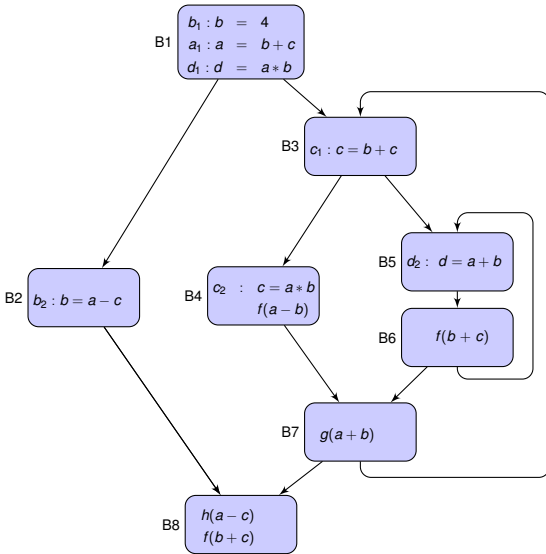 B1
b₁ : b = 4
a₁ : a = b + c
d₁ : d = a ∗ b
B3
c₁ : c = b + c
B5
d₂ : d = a + b
B2
b₂ : b = a − c
B4
c₂ : c = a ∗ b
f(a − b)
B6
f(b + c)
B7
g(a + b)
B8
h(a − c)
f(b + c)